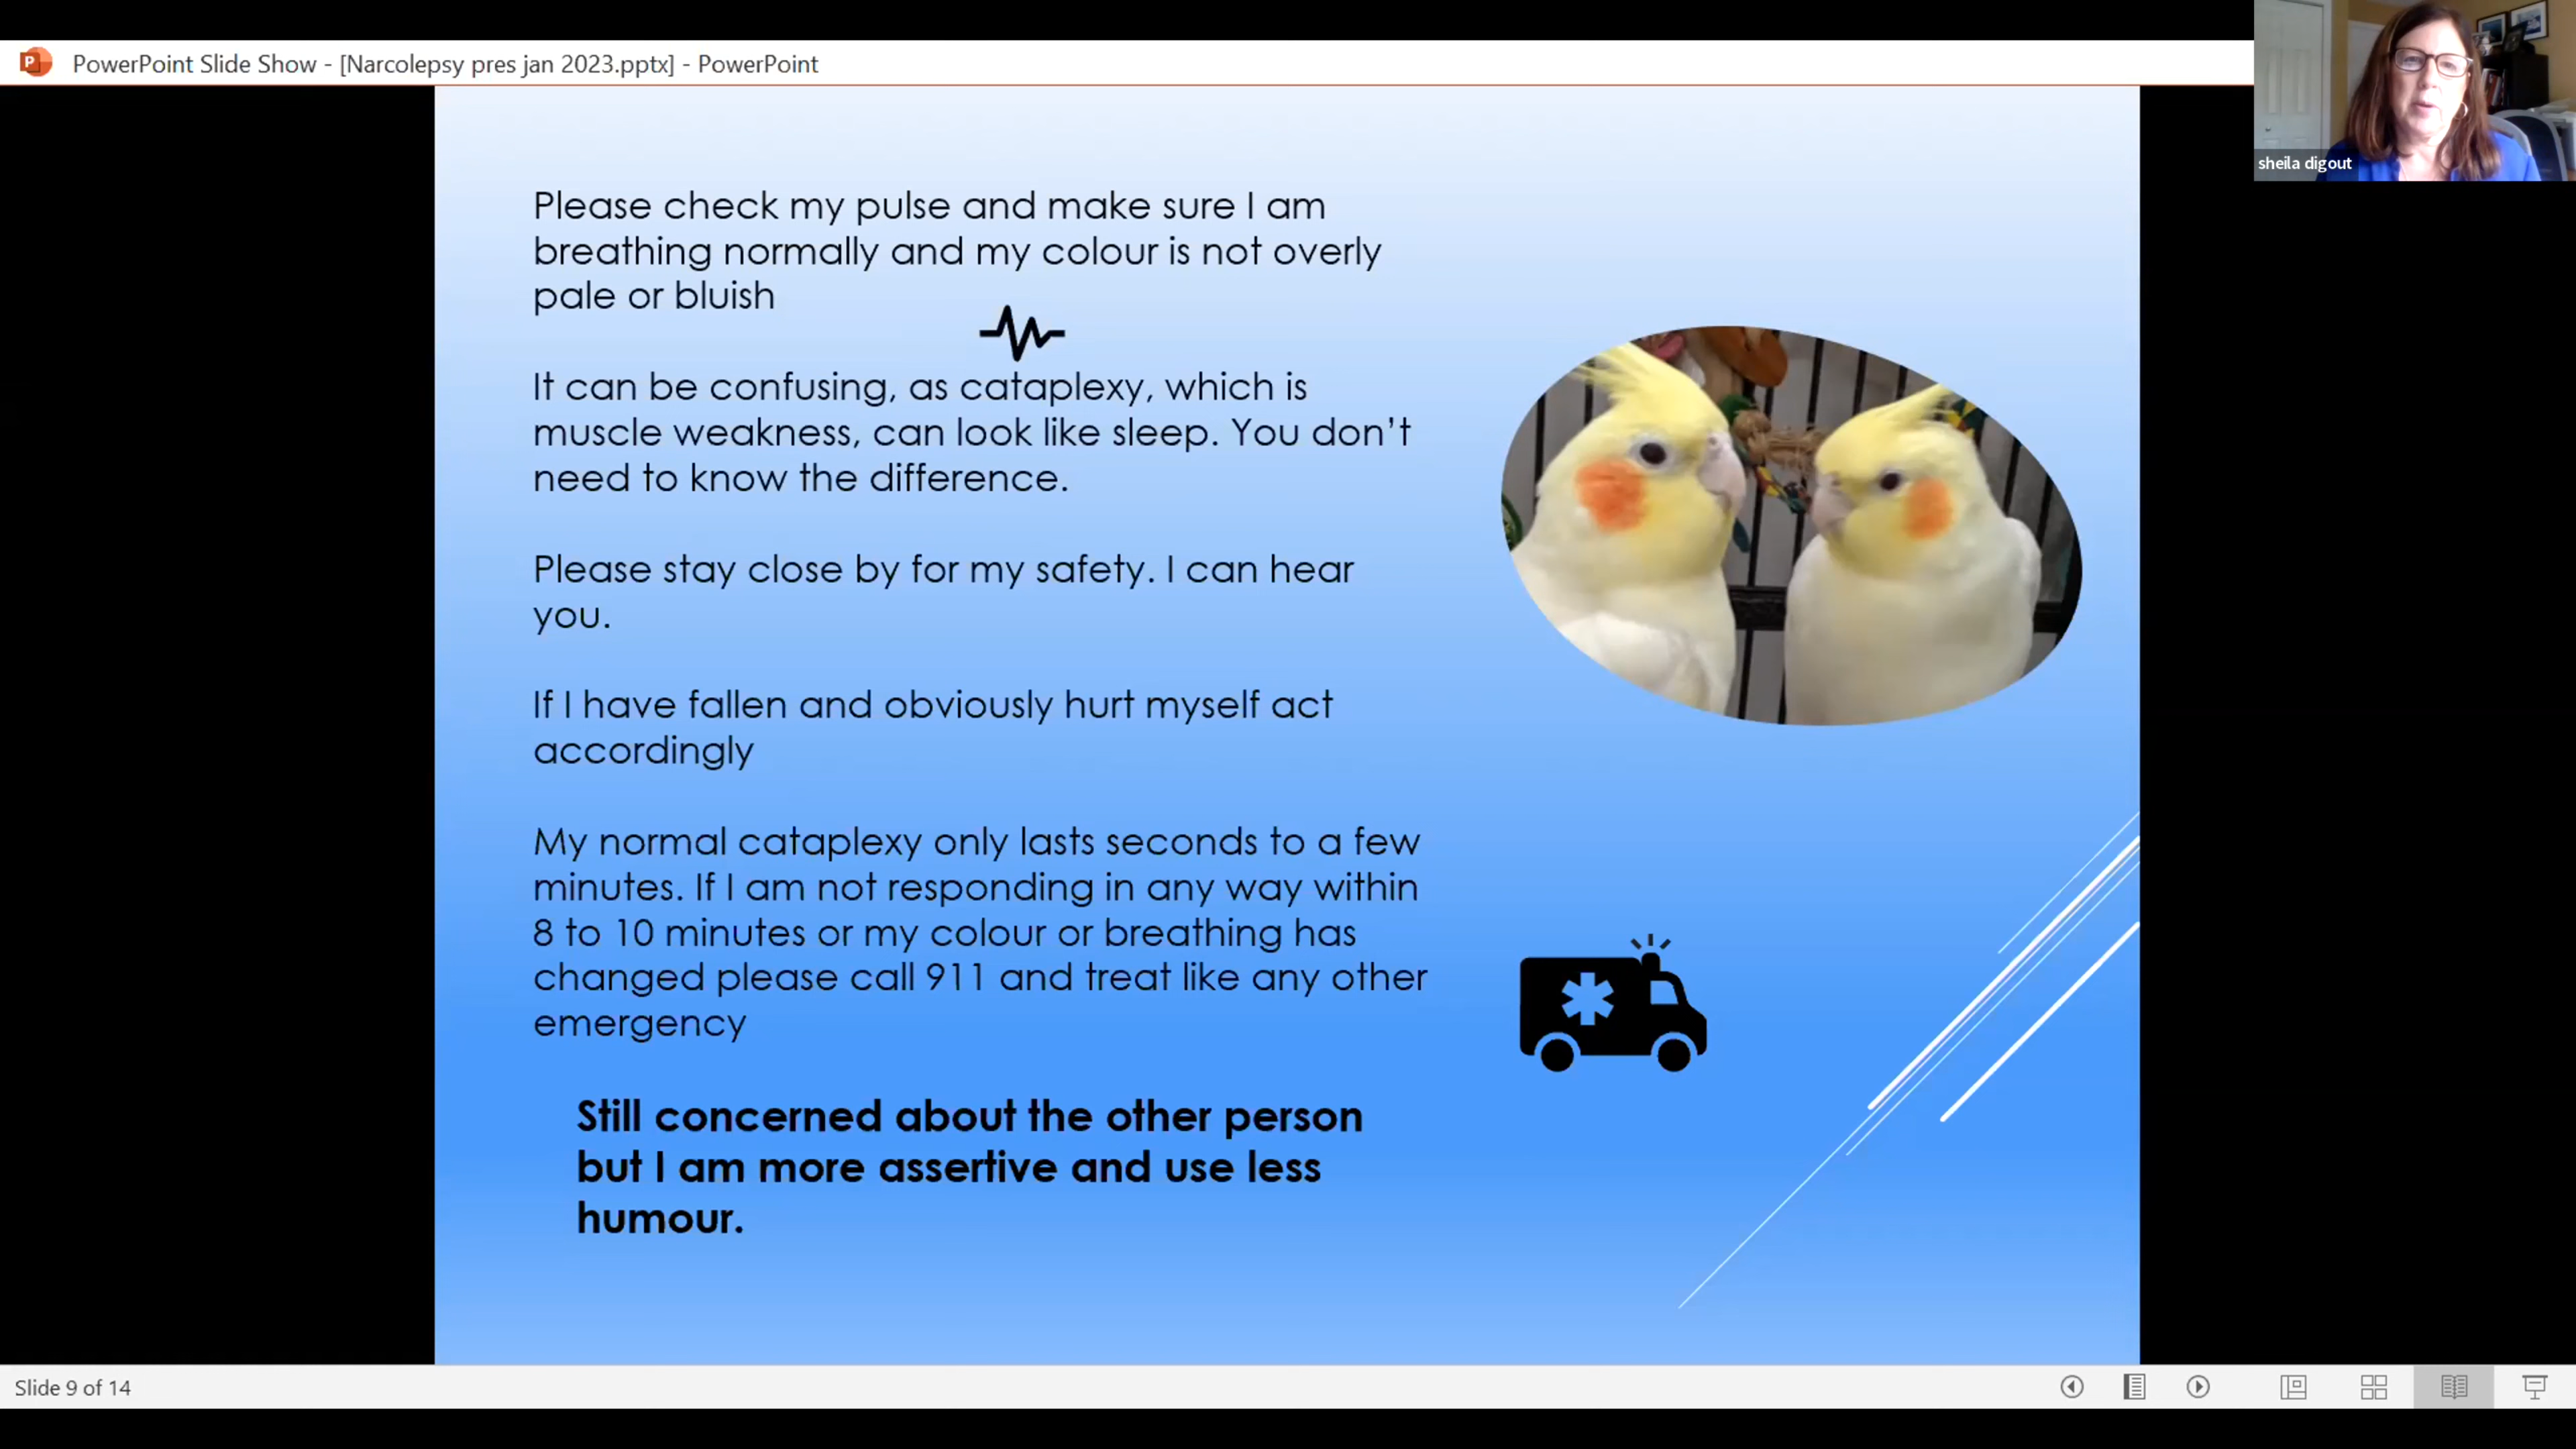 PowerPoint Slide Show - [Narcolepsy pres jan 2023.pptx] - PowerPoint
sheila digout
Please check my pulse and make sure I am
breathing normally and my colour is not overly
pale or bluish
It can be confusing, as cataplexy, which is
muscle weakness, can look like sleep. You don’t
need to know the difference.
Please stay close by for my safety. I can hear
you.
If I have fallen and obviously hurt myself act
accordingly
My normal cataplexy only lasts seconds to a few
minutes. If I am not responding in any way within
8 to 10 minutes or my colour or breathing has
changed please call 911 and treat like any other
emergency
Still concerned about the other person
but I am more assertive and use less
humour.
Slide 9 of 14